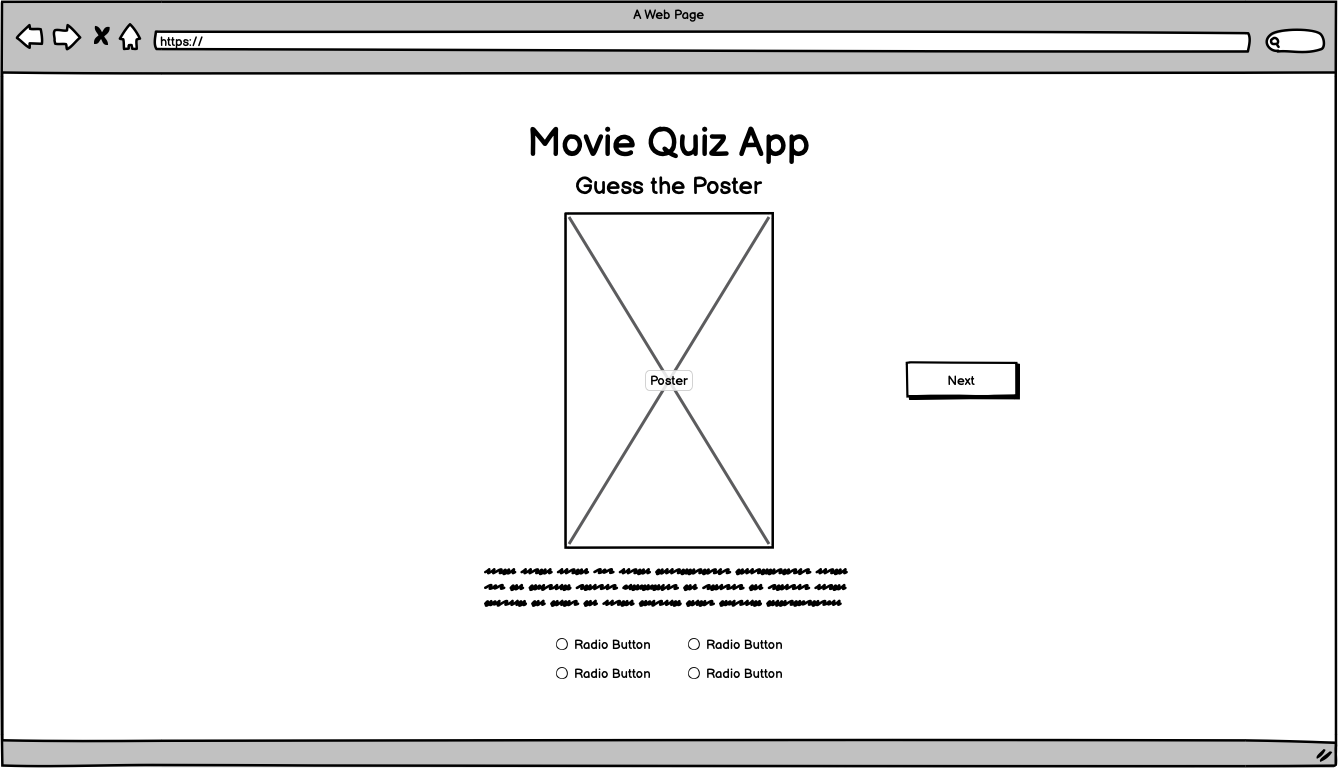 A Web Page
https://
Movie Quiz App
Guess the Poster
Poster
Next
Radio Button Radio Button
Radio Button Radio Button